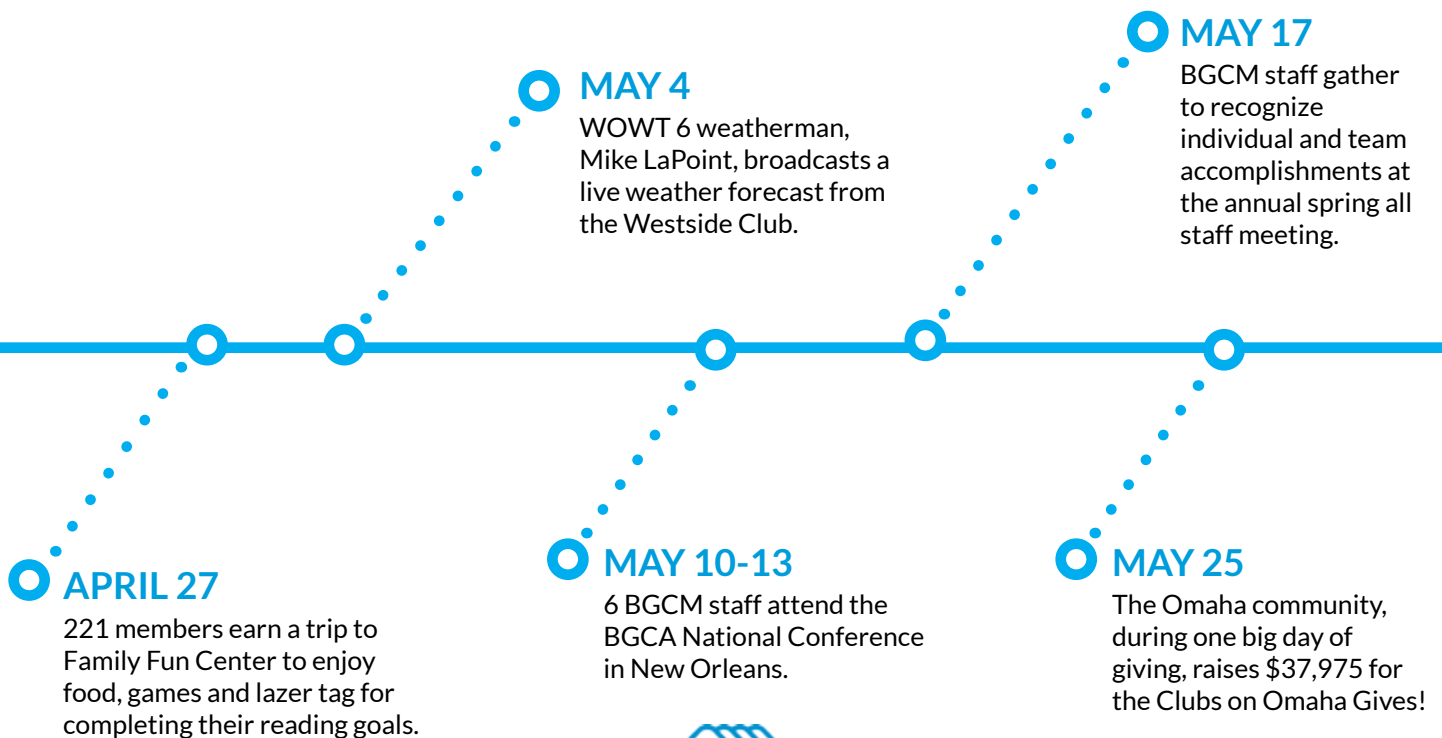 APRIL 27
221 members earn a trip to
Family Fun Center to enjoy
food, games and lazer tag for
completing their reading goals.
MAY 4
WOWT 6 weatherman,
Mike LaPoint, broadcasts a
live weather forecast from
the Westside Club.
MAY 10-13
6 BGCM staff attend the
BGCA National Conference
in New Orleans.
MAY 17
BGCM staff gather
to recognize
individual and team
accomplishments at
the annual spring all
staff meeting.
MAY 25
The Omaha community,
during one big day of
giving, raises $37,975 for
the Clubs on Omaha Gives!